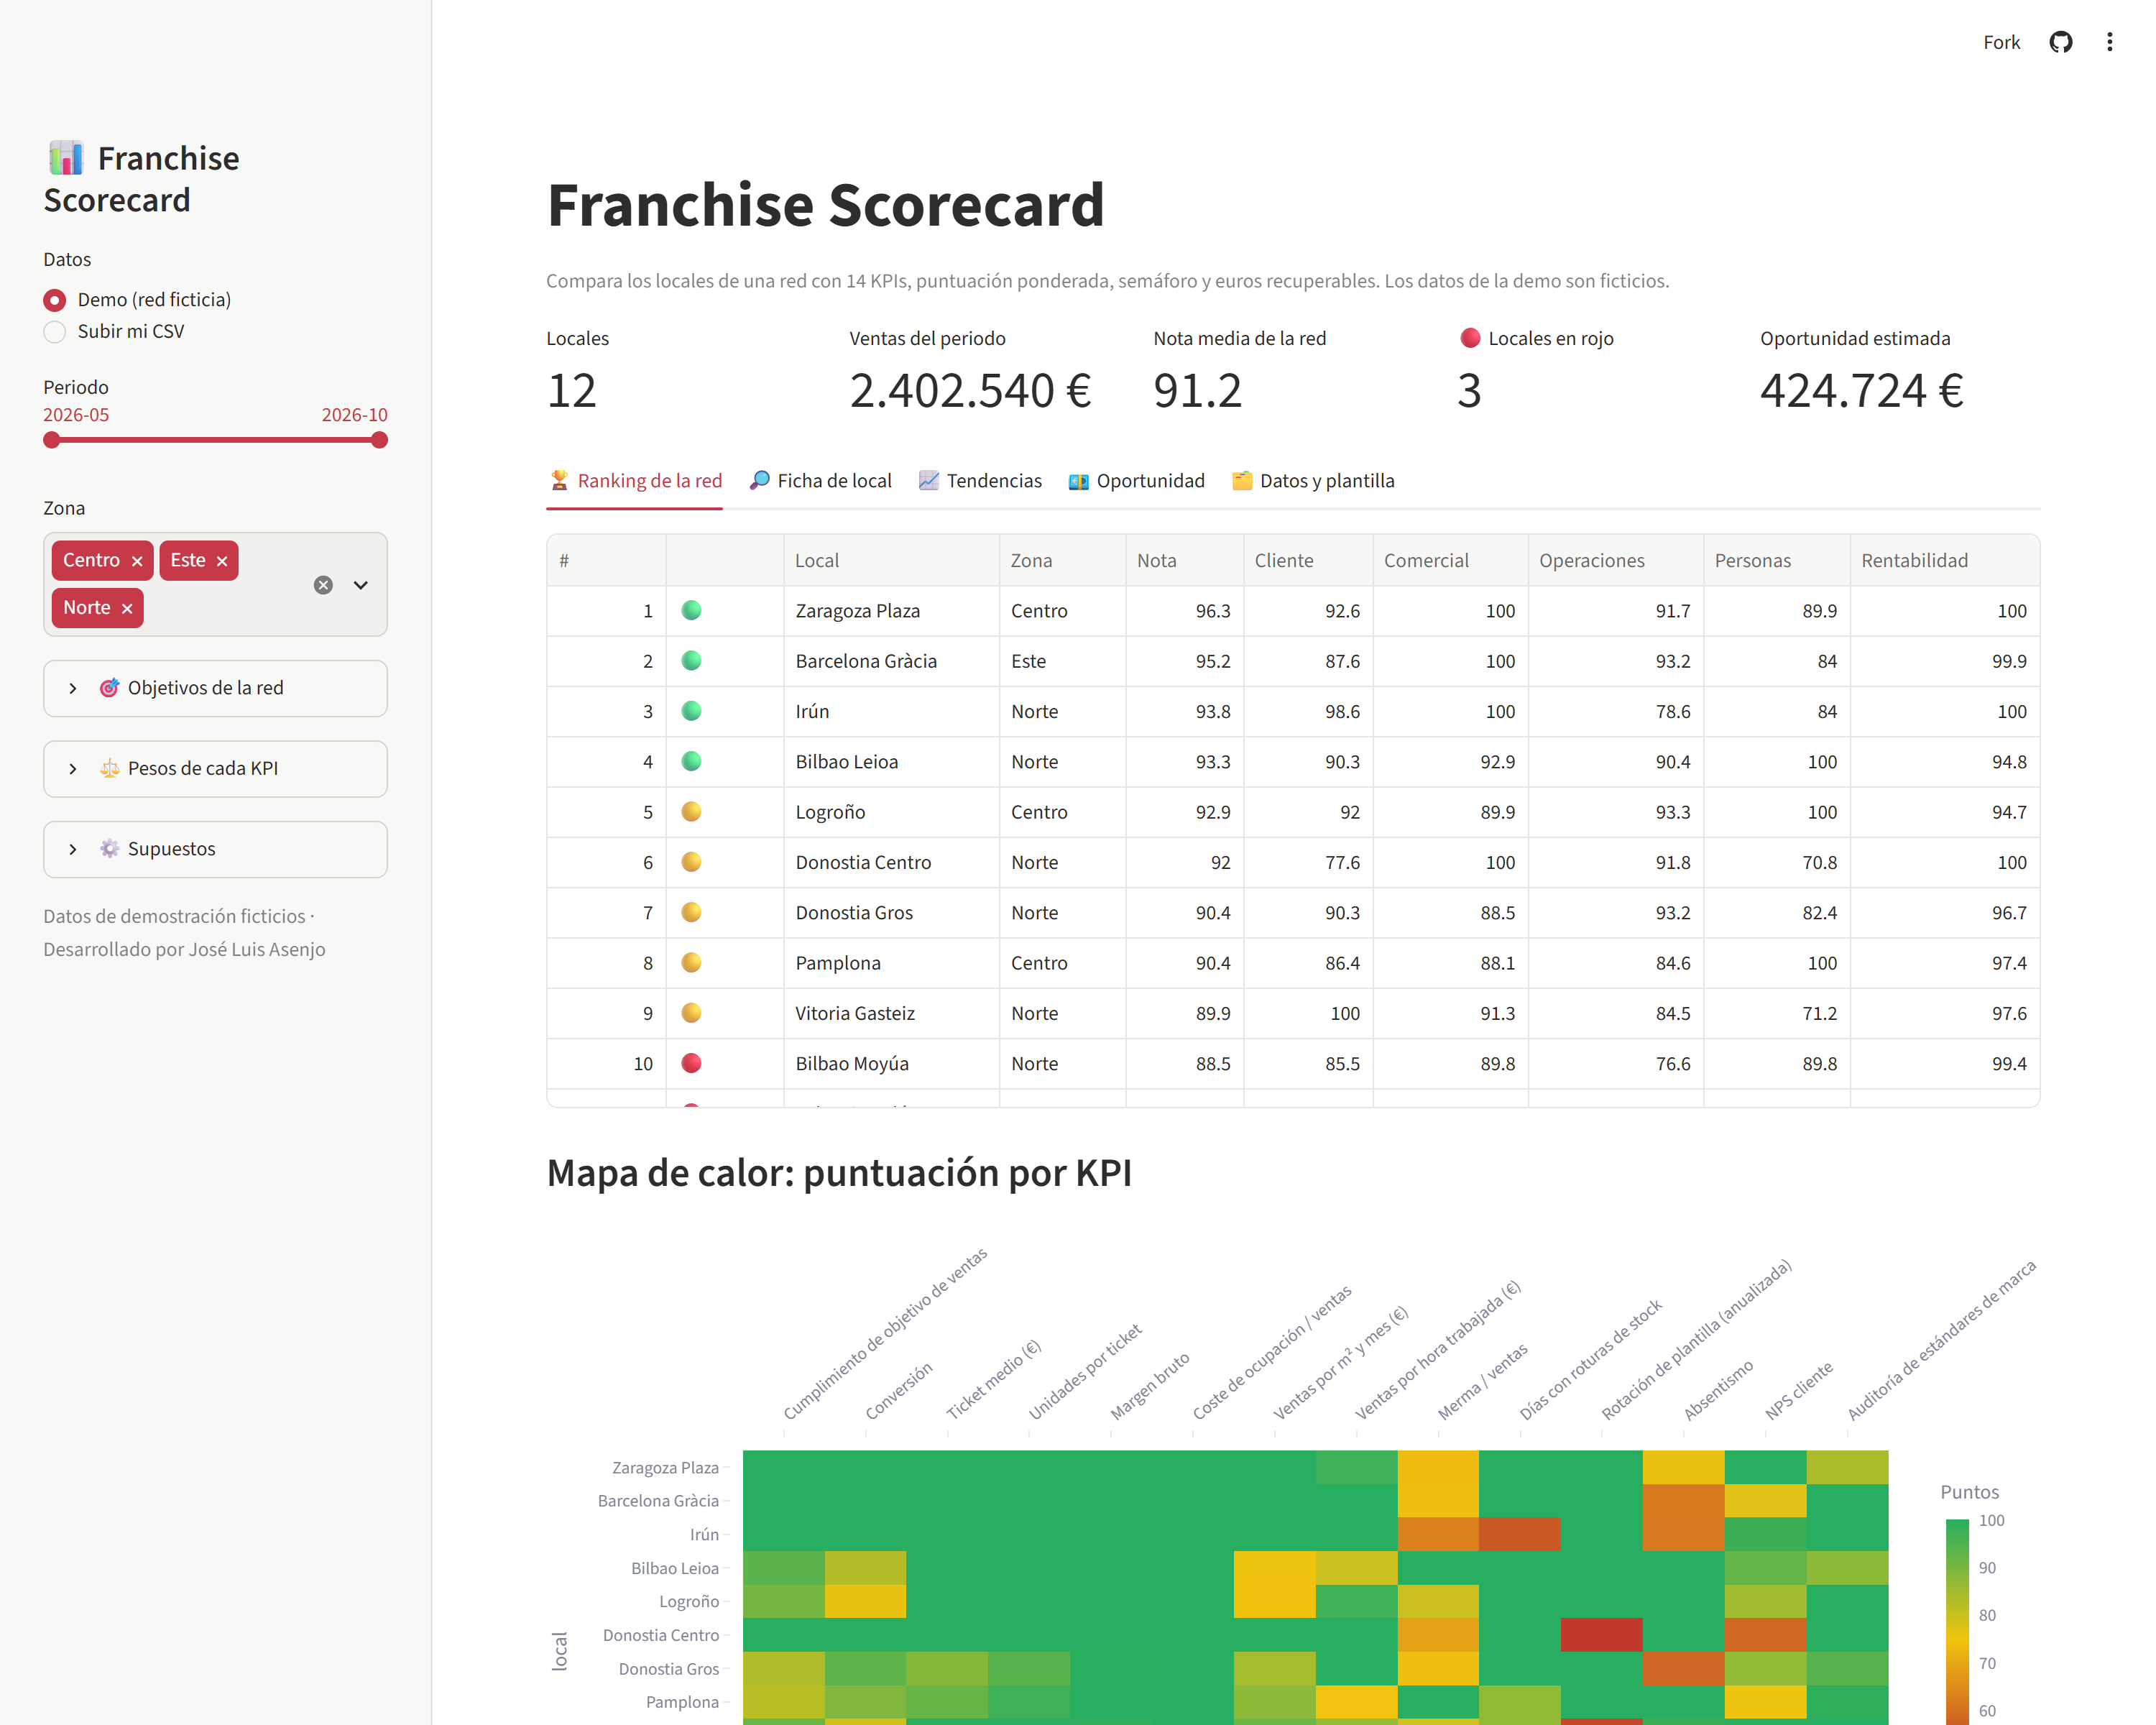 Fork
Franchise
Scorecard
Datos
Demo (red ficticia)
Subir mi CSV
Periodo
2026-05 2026-10
Zona
Centro Este
Norte
Objetivos de la red
Pesos de cada KPI
Supuestos
Datos de demostración ficticios ·
Desarrollado por José Luis Asenjo
Franchise Scorecard
Compara los locales de una red con 14 KPIs, puntuación ponderada, semáforo y euros recuperables. Los datos de la demo son ficticios.
Locales Ventas del periodo Nota media de la red Locales en rojo Oportunidad estimada
12 2.402.540 € 91.2 3 424.724 €
Ranking de la red Ficha de local Tendencias Oportunidad Datos y plantilla
# Local Zona Nota Cliente Comercial Operaciones Personas Rentabilidad
1 Zaragoza Plaza Centro 96.3 92.6 100 91.7 89.9 100
2 Barcelona Gràcia Este 95.2 87.6 100 93.2 84 99.9
3 Irún Norte 93.8 98.6 100 78.6 84 100
4 Bilbao Leioa Norte 93.3 90.3 92.9 90.4 100 94.8
5 Logroño Centro 92.9 92 89.9 93.3 100 94.7
6 Donostia Centro Norte 92 77.6 100 91.8 70.8 100
7 Donostia Gros Norte 90.4 90.3 88.5 93.2 82.4 96.7
8 Pamplona Centro 90.4 86.4 88.1 84.6 100 97.4
9 Vitoria Gasteiz Norte 89.9 100 91.3 84.5 71.2 97.6
10 Bilbao Moyúa Norte 88.5 85.5 89.8 76.6 89.8 99.4
Mapa de calor: puntuación por KPI
Cumplimiento de objetivo de ventas
Conversión
Ticket medio (€)
Unidades por ticket
Margen bruto
Coste de ocupación / ventas
Ventas por m² y mes (€)
Ventas por hora trabajada (€)
Merma / ventas
Días con roturas de stock
Rotación de plantilla (anualizada)
Absentismo
NPS cliente
Auditoría de estándares de marca
local
Zaragoza Plaza
Barcelona Gràcia
Irún
Bilbao Leioa
Logroño
Donostia Centro
Donostia Gros
Pamplona
Puntos
100
90
80
70
60